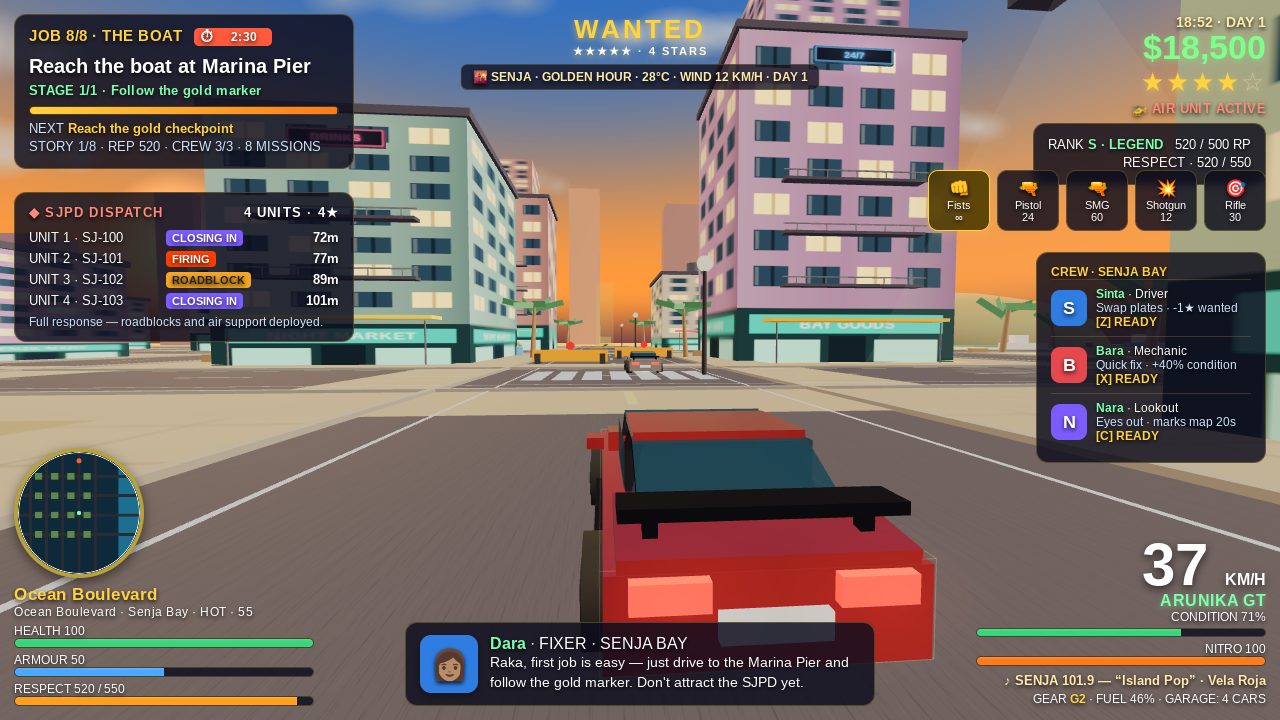 JOB 8/8 · THE BOAT ⏱ 2:30
Reach the boat at Marina Pier
STAGE 1/1 · Follow the gold marker
NEXT Reach the gold checkpoint
STORY 1/8 · REP 520 · CREW 3/3 · 8 MISSIONS
◆ SJPD DISPATCH 4 UNITS · 4★
UNIT 1 · SJ-100 CLOSING IN 72m
UNIT 2 · SJ-101 FIRING 77m
UNIT 3 · SJ-102 ROADBLOCK 89m
UNIT 4 · SJ-103 CLOSING IN 101m
Full response — roadblocks and air support deployed.
WANTED
★★★★★ · 4 STARS
SENJA · GOLDEN HOUR · 28°C · WIND 12 KM/H · DAY 1
18:52 · DAY 1
$18,500
★★★★☆
AIR UNIT ACTIVE
RANK S · LEGEND 520 / 500 RP
RESPECT · 520 / 550
Fists ∞
Pistol 24
SMG 60
Shotgun 12
Rifle 30
CREW · SENJA BAY
S
Sinta · Driver
Swap plates · -1★ wanted
[Z] READY
B
Bara · Mechanic
Quick fix · +40% condition
[X] READY
N
Nara · Lookout
Eyes out · marks map 20s
[C] READY
24/7
DRINKS
MARKET
BAY GOODS
Ocean Boulevard
Ocean Boulevard · Senja Bay · HOT · 55
HEALTH 100
ARMOUR 50
RESPECT 520 / 550
Dara · FIXER · SENJA BAY
Raka, first job is easy — just drive to the Marina Pier and
follow the gold marker. Don't attract the SJPD yet.
37 KM/H
ARUNIKA GT
CONDITION 71%
NITRO 100
♪ SENJA 101.9 — “Island Pop” · Vela Roja
GEAR G2 · FUEL 46% · GARAGE: 4 CARS